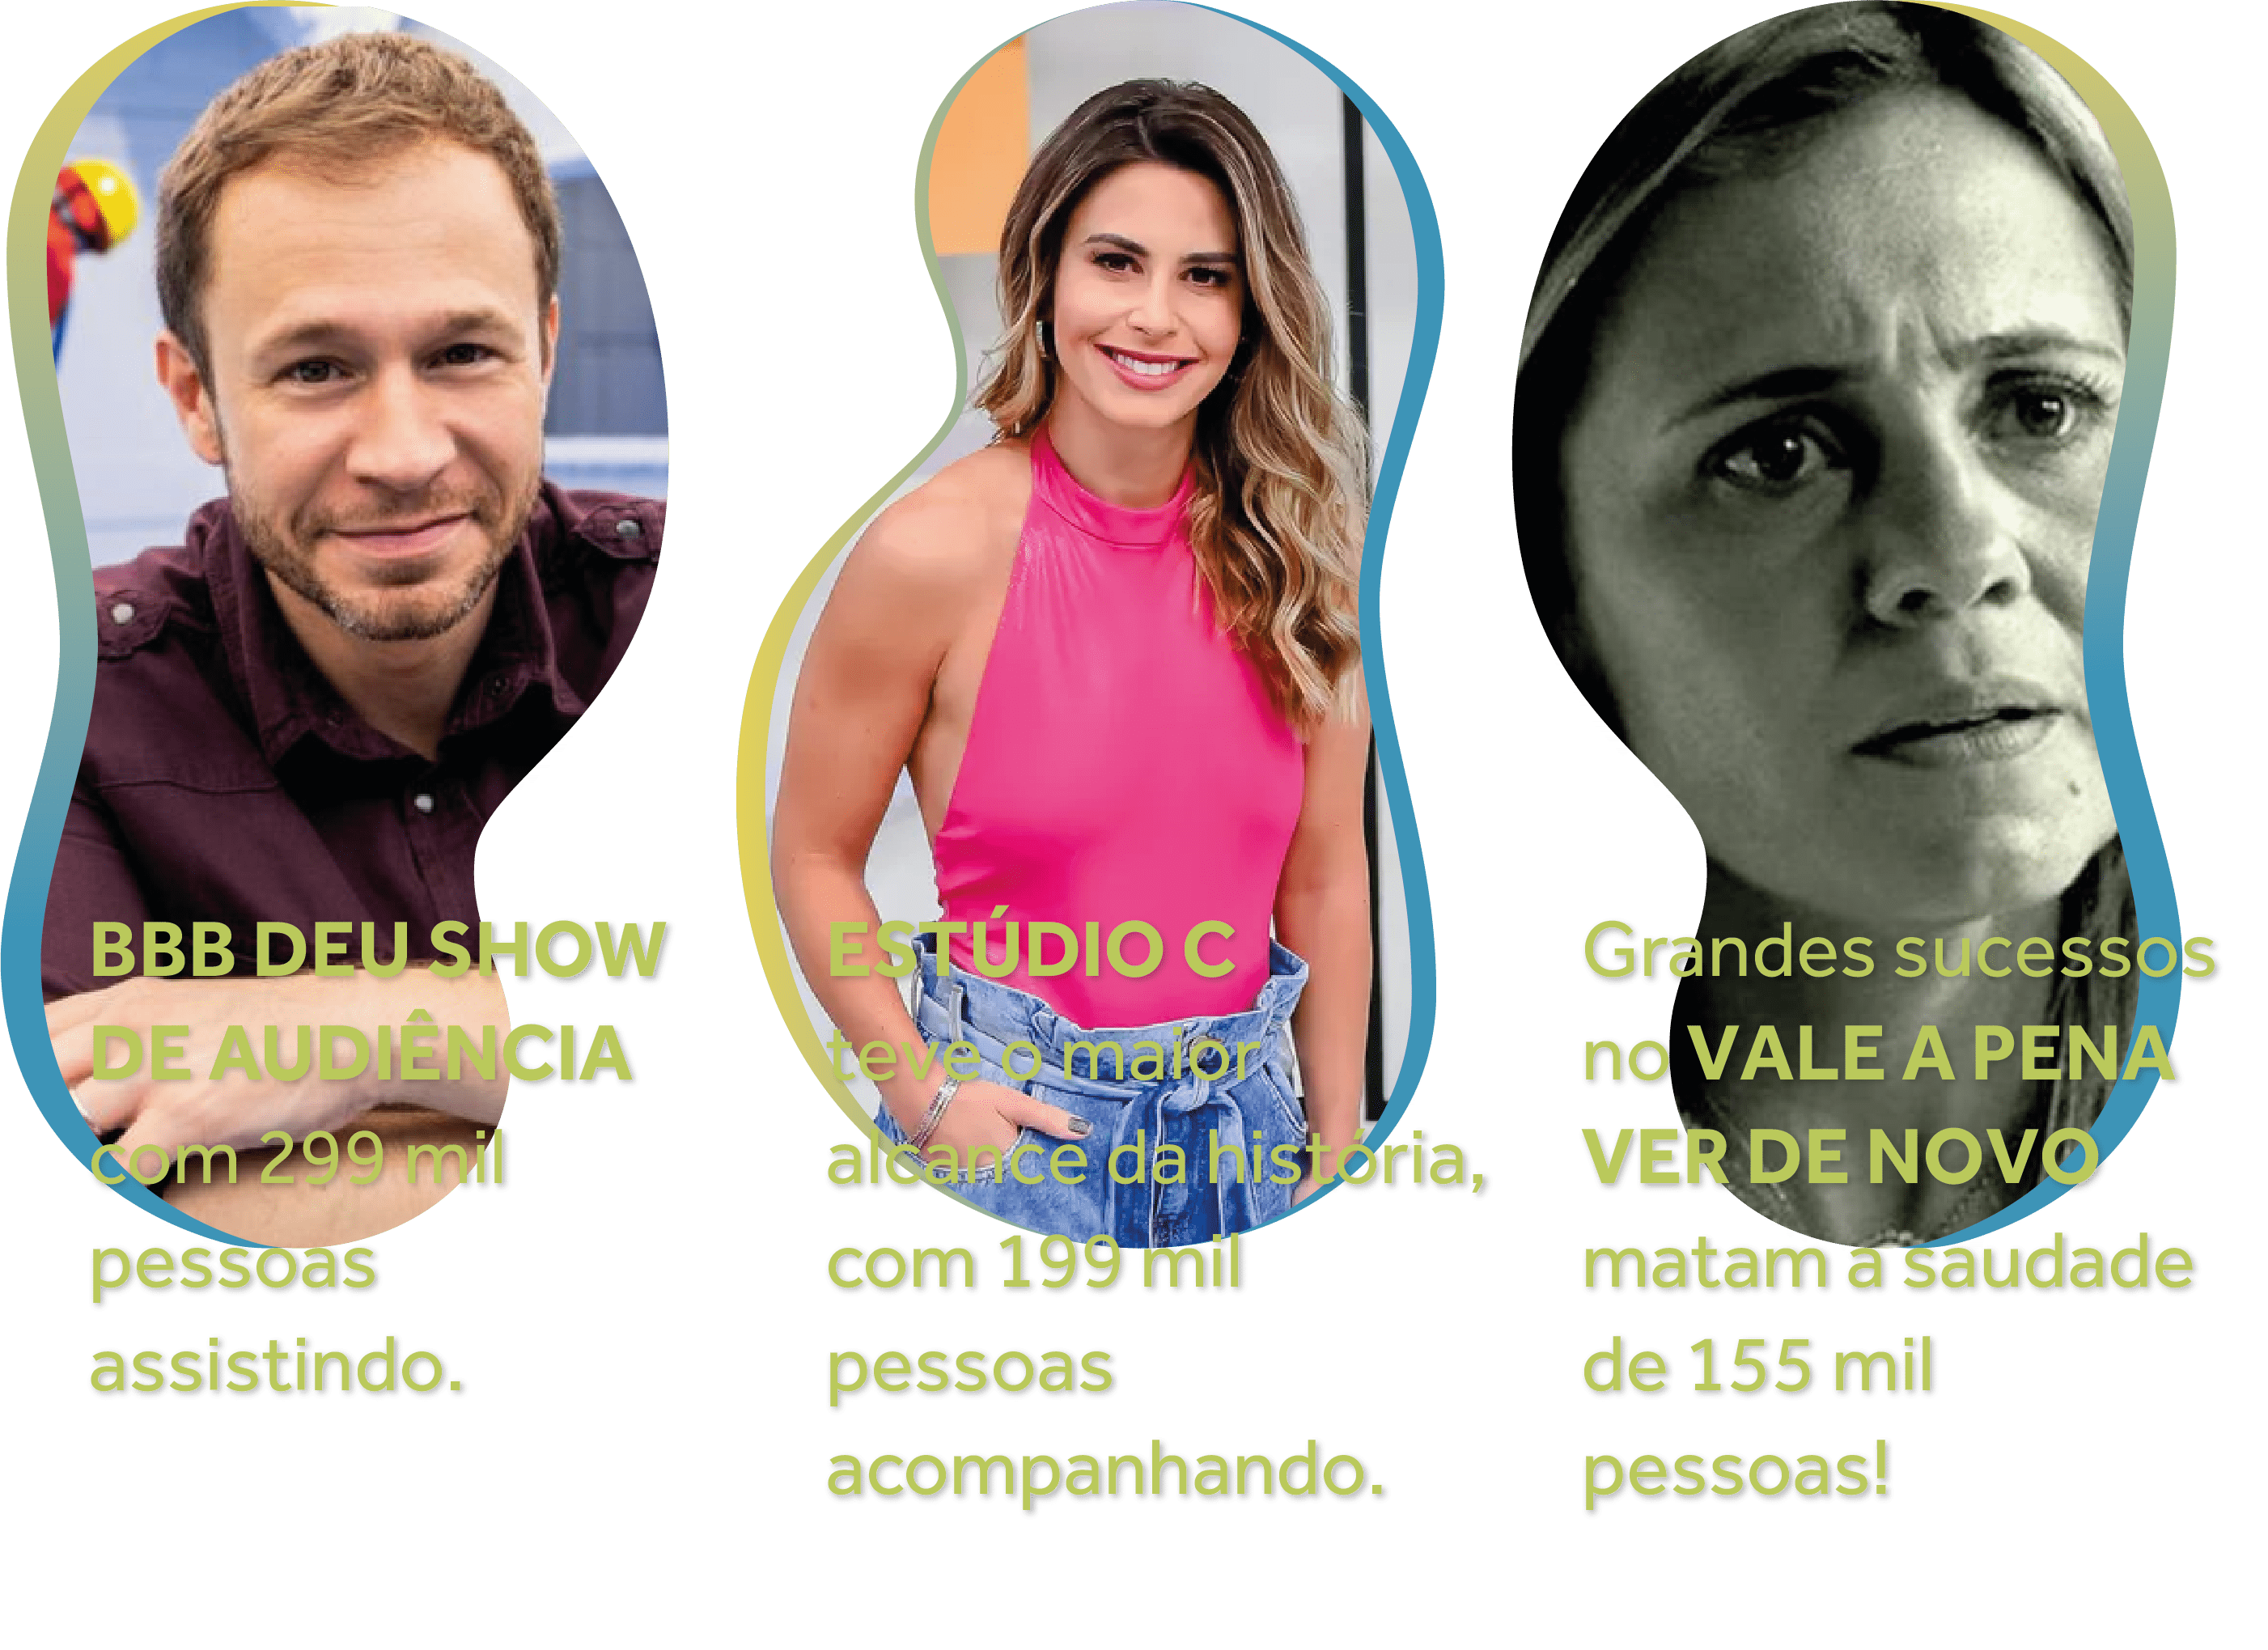 BBB DEU SHOW
DE AUDIÊNCIA
com 299 mil
pessoas
assistindo.
ESTÚDIO C
teve o maior
alcance da história,
com 199 mil
pessoas
acompanhando.
Grandes sucessos
no VALE A PENA
VER DE NOVO
matam a saudade
de 155 mil
pessoas!